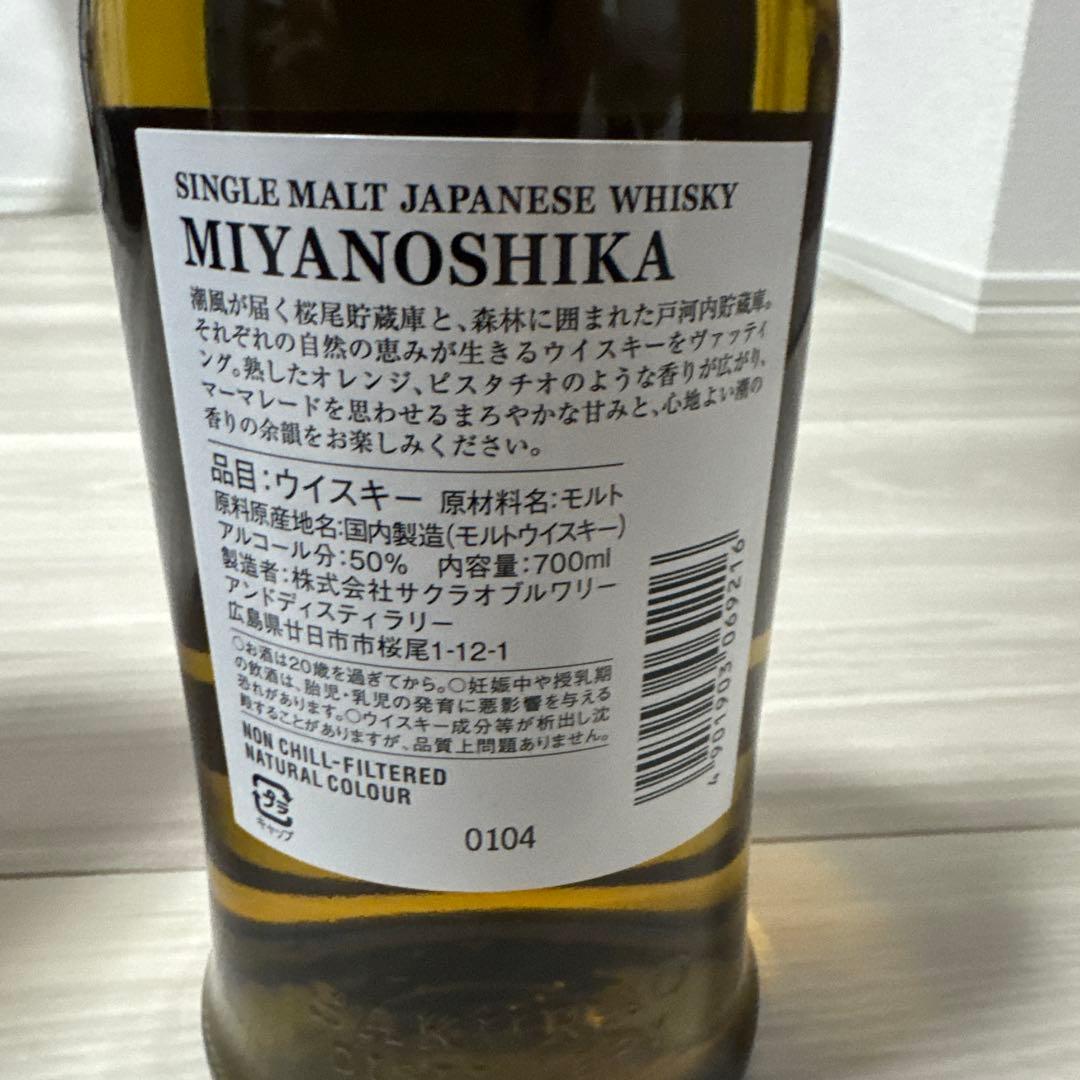 SINGLE MALT JAPANESE WHISKY
MIYANOSHIKA
潮風が届く桜尾貯蔵庫と、森林に囲まれた戸河内貯蔵庫。
それぞれの自然の恵みが生きるウイスキーをヴァッティ
ング。熟したオレンジ、ピスタチオのような香りが広がり、
マーマレードを思わせるまろやかな甘みと、心地よい潮の
香りの余韻をお楽しみください。
品目:ウイスキー 原材料名:モルト
原料原産地名:国内製造(モルトウイスキー)
アルコール分:50% 内容量:700ml
製造者:株式会社サクラオブルワリー
アンドディスティラリー
広島県廿日市市桜尾1-12-1
○お酒は20歳を過ぎてから。○妊娠中や授乳期
の飲酒は、胎児・乳児の発育に悪影響を与える
恐れがあります。○ウイスキー成分等が析出し沈
殿することがありますが、品質上問題ありません。
NON CHILL-FILTERED
NATURAL COLOUR
プラ
キャップ
0104
4 901903 069216
SAKURAO